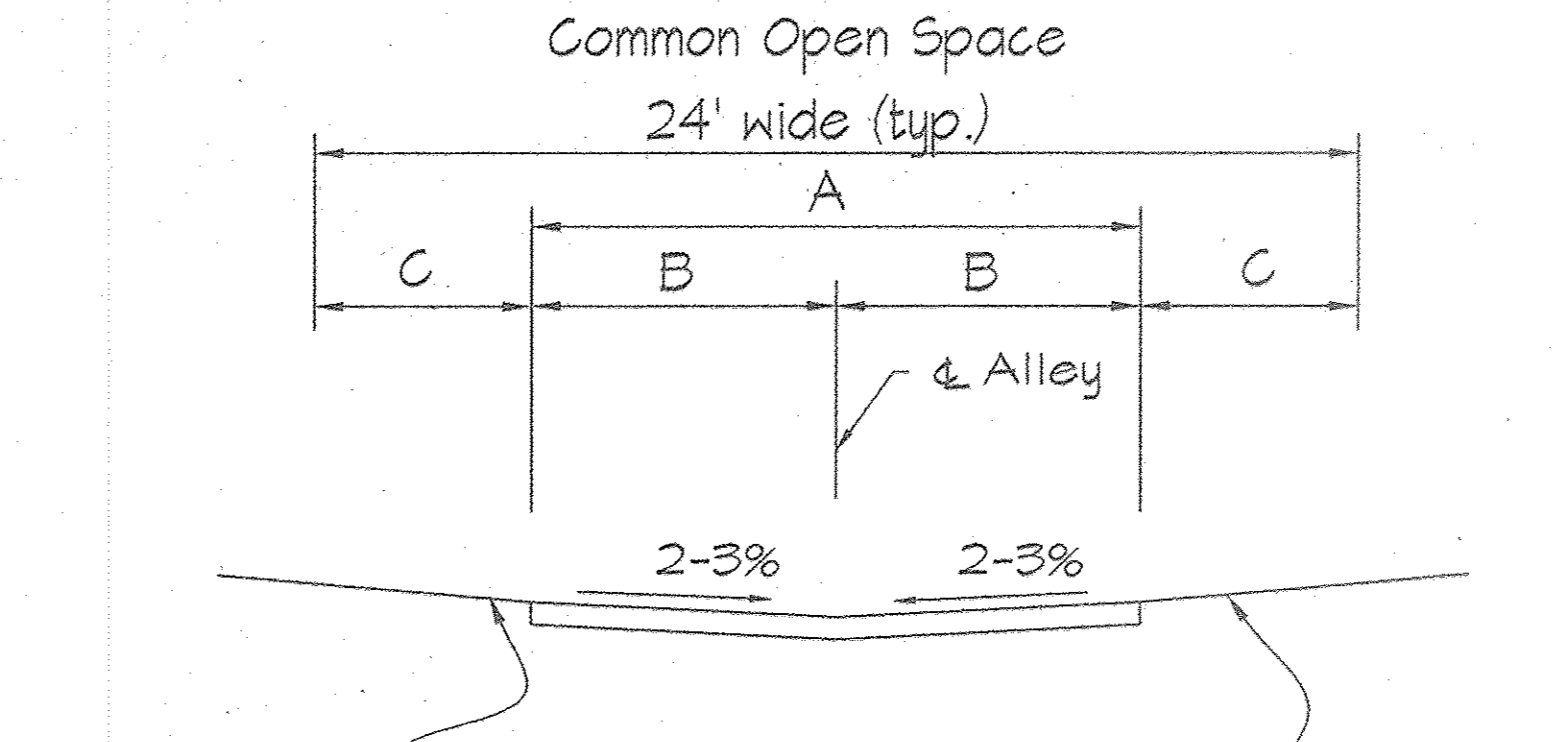 Common Open Space
24' wide (typ.)
A
C B B C
℄ Alley
2-3% 2-3%